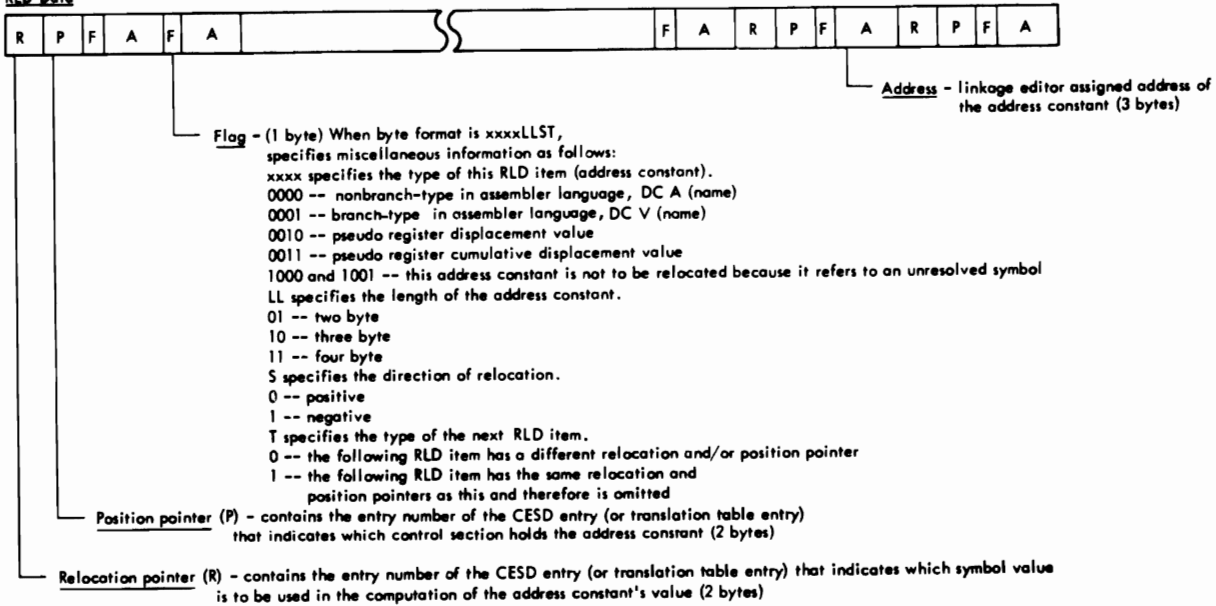 RLD Data
R P F A F A F A R P F A R P F A
Address - linkage editor assigned address of
the address constant (3 bytes)
Flag - (1 byte) When byte format is xxxxLLST,
specifies miscellaneous information as follows:
xxxx specifies the type of this RLD item (address constant).
0000 -- nonbranch-type in assembler language, DC A (name)
0001 -- branch-type in assembler language, DC V (name)
0010 -- pseudo register displacement value
0011 -- pseudo register cumulative displacement value
1000 and 1001 -- this address constant is not to be relocated because it refers to an unresolved symbol
LL specifies the length of the address constant.
01 -- two byte
10 -- three byte
11 -- four byte
S specifies the direction of relocation.
0 -- positive
1 -- negative
T specifies the type of the next RLD item.
0 -- the following RLD item has a different relocation and/or position pointer
1 -- the following RLD item has the same relocation and
position pointers as this and therefore is omitted
Position pointer (P) - contains the entry number of the CESD entry (or translation table entry)
that indicates which control section holds the address constant (2 bytes)
Relocation pointer (R) - contains the entry number of the CESD entry (or translation table entry) that indicates which symbol value
is to be used in the computation of the address constant's value (2 bytes)